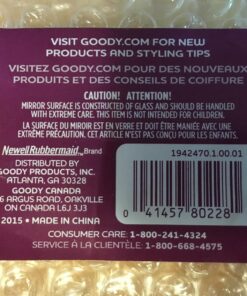 VISIT GOODY.COM FOR NEW
PRODUCTS AND STYLING TIPS
VISITEZ GOODY.COM POUR DES NOUVEAUX
PRODUITS ET DES CONSEILS DE COIFFURE
CAUTION! ATTENTION!
MIRROR SURFACE IS CONSTRUCTED OF GLASS AND SHOULD BE HANDLED
WITH EXTREME CARE. THIS ITEM IS NOT INTENDED FOR CHILDREN.
LA SURFACE DU MIROIR EST EN VERRE ET DOIT ÊTRE MANIÉE AVEC UNE
EXTRÊME PRÉCAUTION. CET ARTICLE N'EST PAS CONÇU POUR LES ENFANTS.
NewellRubbermaid Brand
DISTRIBUTED BY
GOODY PRODUCTS, INC.
ATLANTA, GA 30328
GOODY CANADA
ARGUS ROAD, OAKVILLE
ON CANADA L6J 3J3
2015 • MADE IN CHINA
1942470.1.00.01
0 41457 80228
CONSUMER CARE: 1-800-241-4324
SERVICE À LA CLIENTÈLE: 1-800-668-4575